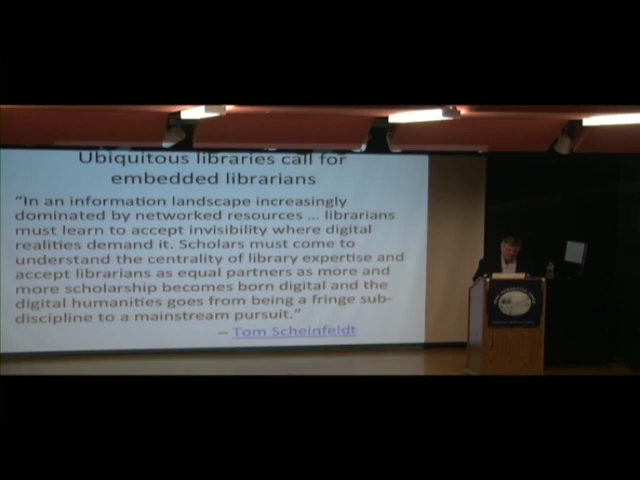 Ubiquitous libraries call for
embedded librarians
“In an information landscape increasingly
dominated by networked resources ... librarians
must learn to accept invisibility where digital
realities demand it. Scholars must come to
understand the centrality of library expertise and
accept librarians as equal partners as more and
more scholarship becomes born digital and the
digital humanities goes from being a fringe sub-
discipline to a mainstream pursuit.”
– Tom Scheinfeldt